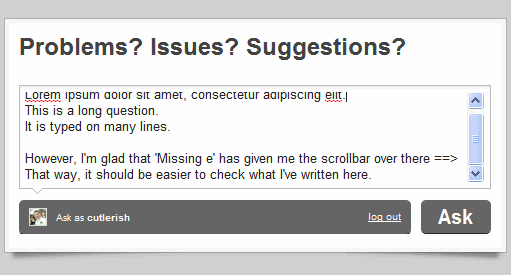 Problems? Issues? Suggestions?
Lorem ipsum dolor sit amet, consectetur adipiscing elit.
This is a long question.
It is typed on many lines.
However, I'm glad that 'Missing e' has given me the scrollbar over there ==>
That way, it should be easier to check what I've written here.
Ask as cutlerish
log out
Ask